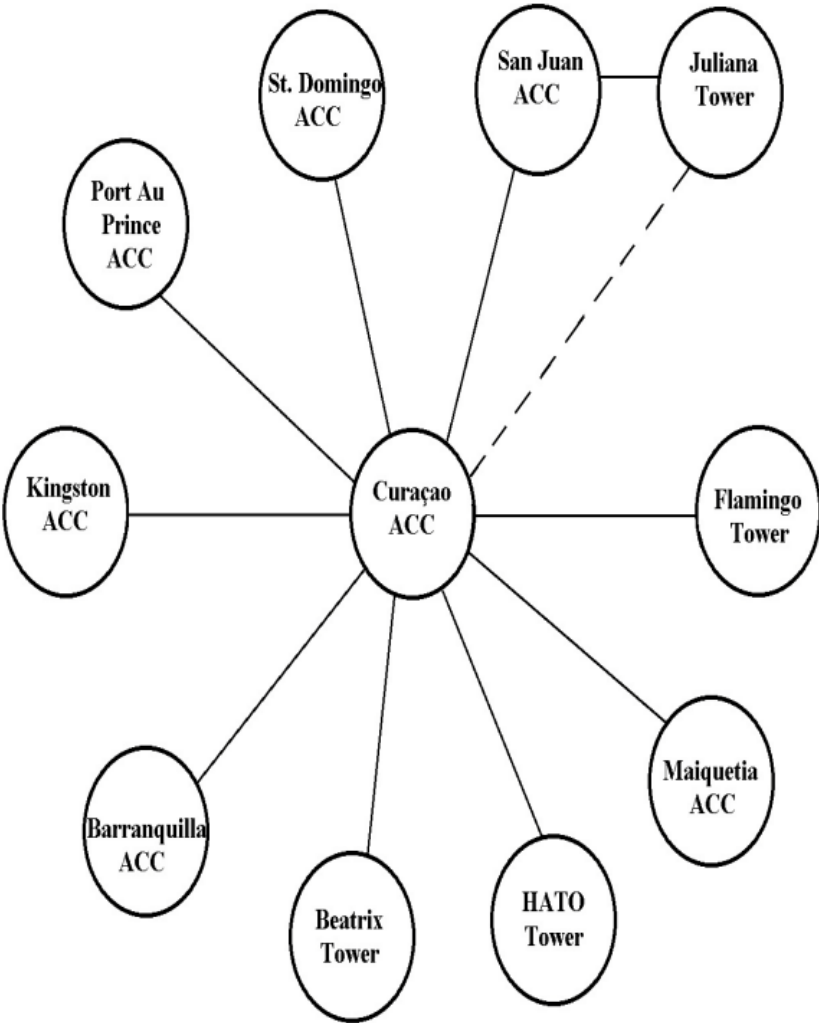 St. Domingo
ACC
San Juan
ACC
Juliana
Tower
Port Au
Prince
ACC
Kingston
ACC
Curaçao
ACC
Flamingo
Tower
Maiquetia
ACC
Barranquilla
ACC
Beatrix
Tower
HATO
Tower